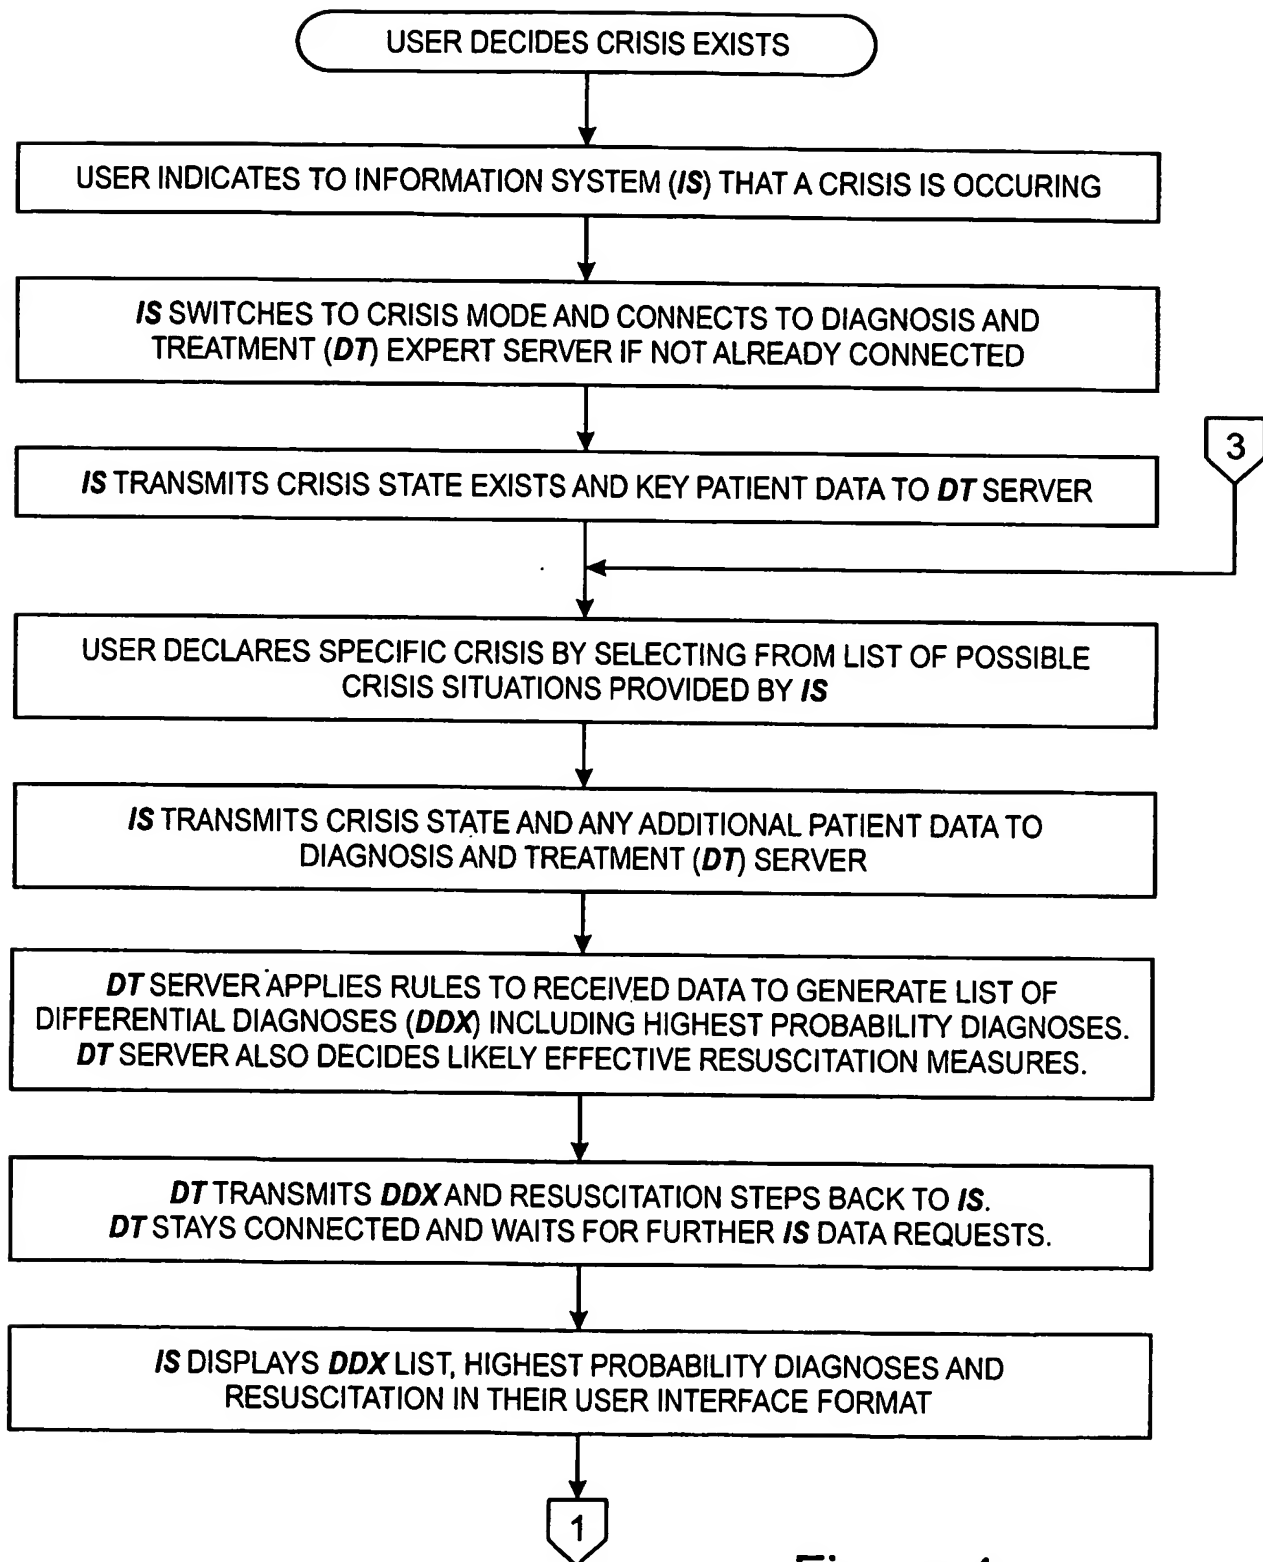 USER DECIDES CRISIS EXISTS
USER INDICATES TO INFORMATION SYSTEM (IS) THAT A CRISIS IS OCCURING
IS SWITCHES TO CRISIS MODE AND CONNECTS TO DIAGNOSIS AND
TREATMENT (DT) EXPERT SERVER IF NOT ALREADY CONNECTED
3
IS TRANSMITS CRISIS STATE EXISTS AND KEY PATIENT DATA TO DT SERVER
USER DECLARES SPECIFIC CRISIS BY SELECTING FROM LIST OF POSSIBLE
CRISIS SITUATIONS PROVIDED BY IS
IS TRANSMITS CRISIS STATE AND ANY ADDITIONAL PATIENT DATA TO
DIAGNOSIS AND TREATMENT (DT) SERVER
DT SERVER APPLIES RULES TO RECEIVED DATA TO GENERATE LIST OF
DIFFERENTIAL DIAGNOSES (DDX) INCLUDING HIGHEST PROBABILITY DIAGNOSES.
DT SERVER ALSO DECIDES LIKELY EFFECTIVE RESUSCITATION MEASURES.
DT TRANSMITS DDX AND RESUSCITATION STEPS BACK TO IS.
DT STAYS CONNECTED AND WAITS FOR FURTHER IS DATA REQUESTS.
IS DISPLAYS DDX LIST, HIGHEST PROBABILITY DIAGNOSES AND
RESUSCITATION IN THEIR USER INTERFACE FORMAT
1